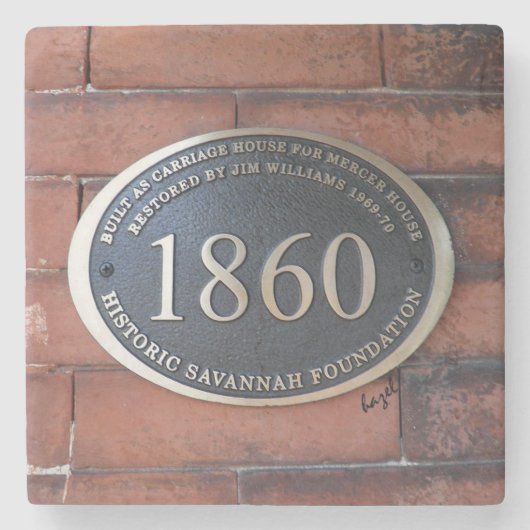 BUILT AS CARRIAGE HOUSE FOR MERCER HOUSE
RESTORED BY JIM WILLIAMS 1969-70
1860
HISTORIC SAVANNAH FOUNDATION
hazel